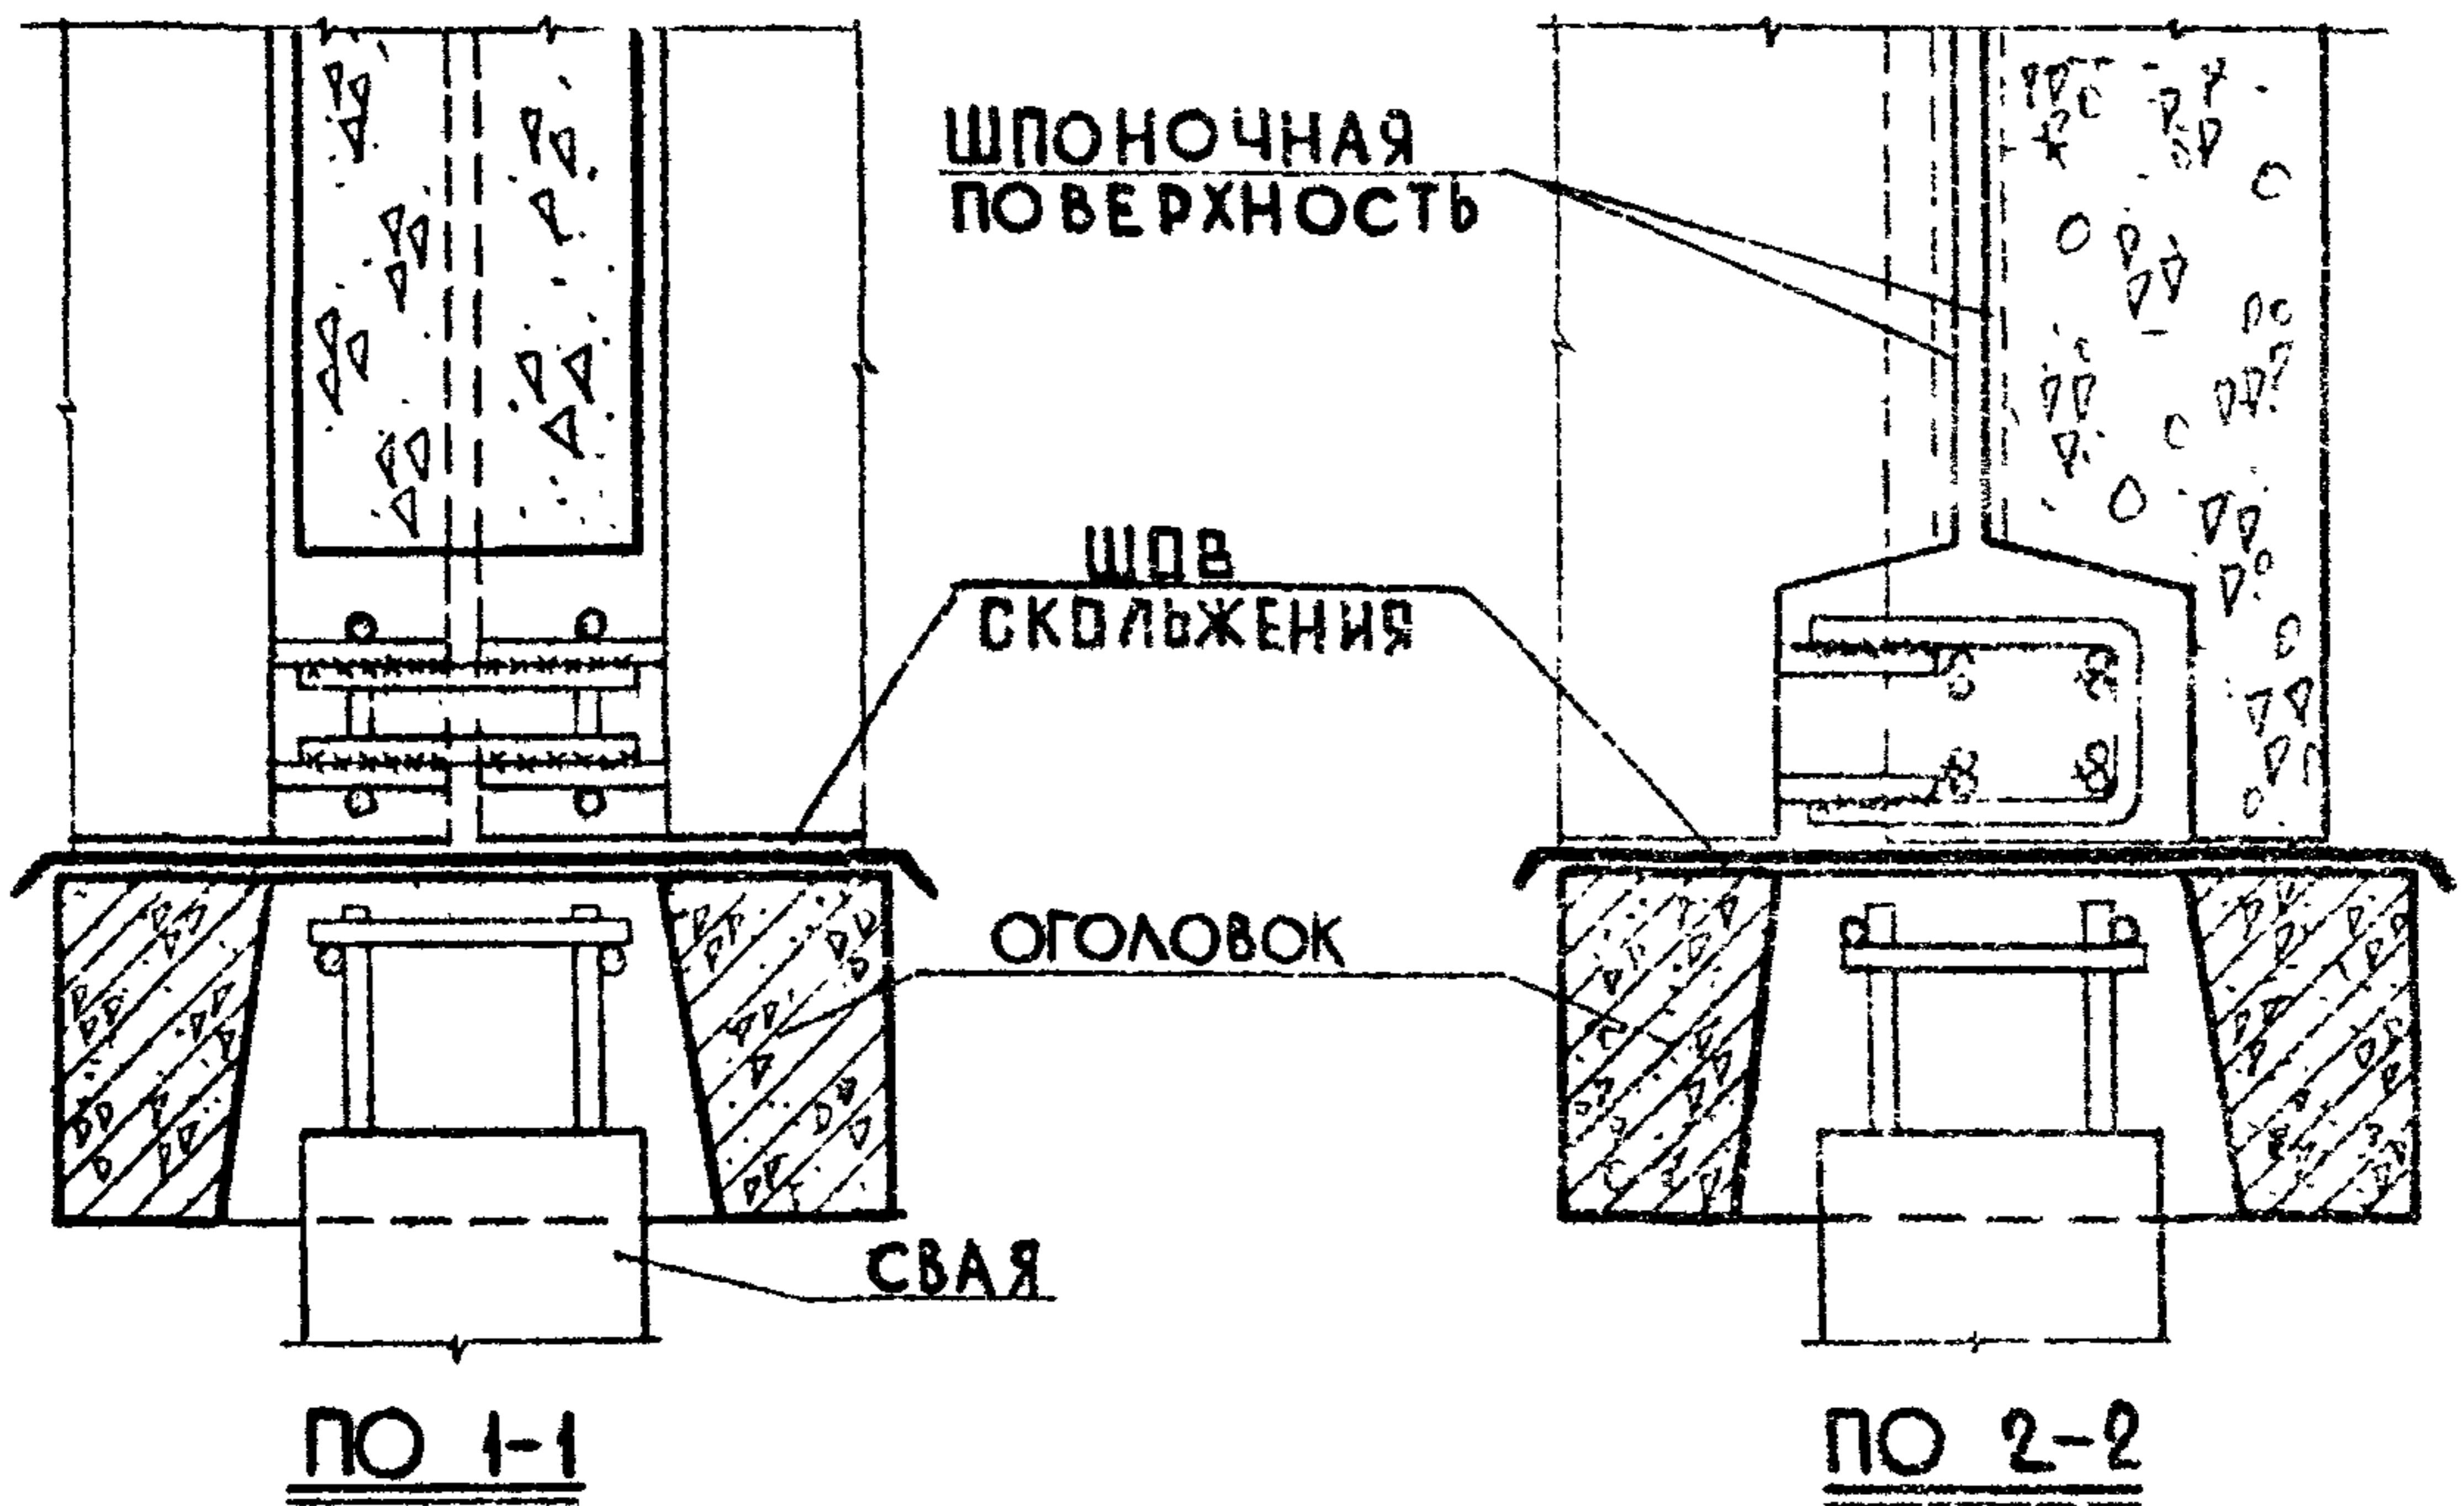 ШПОНОЧНАЯ
ПОВЕРХНОСТЬ
ШОВ
СКОЛЬЖЕНИЯ
ОГОЛОВОК
СВАЯ
ПО 1-1
ПО 2-2